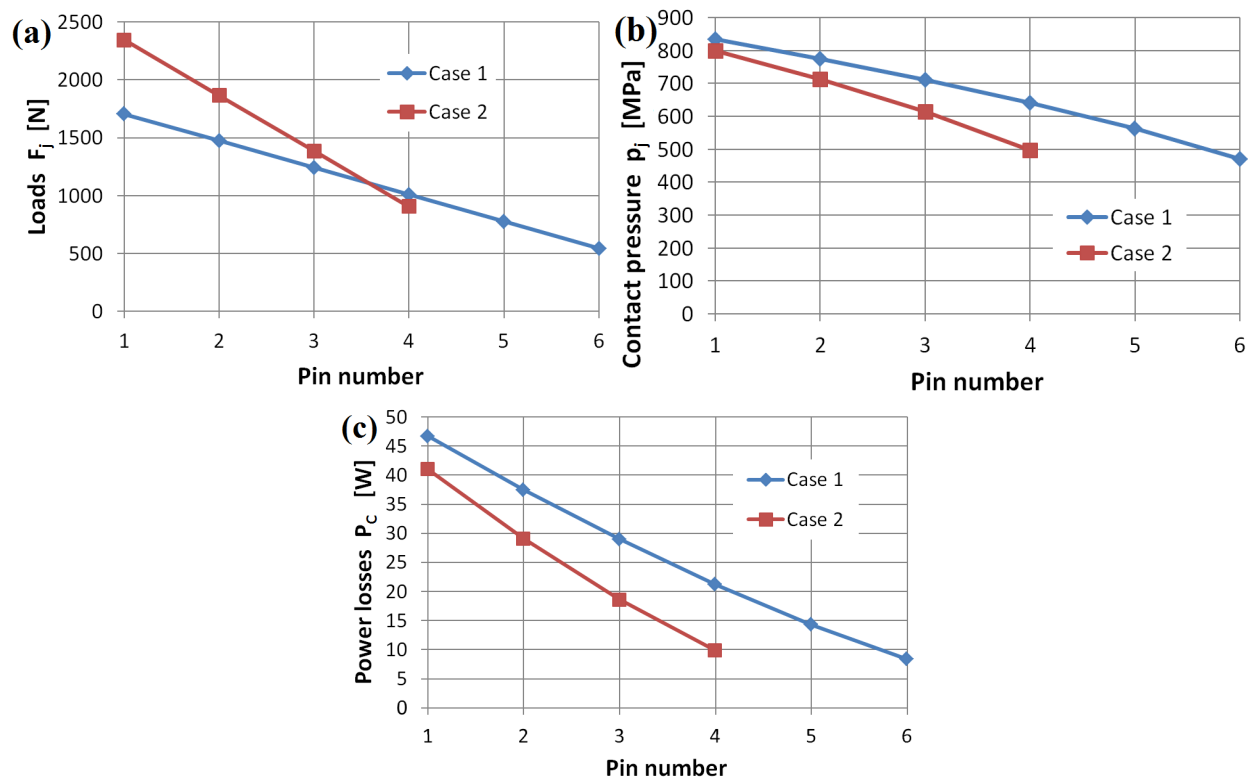 (a)
Loads Fj [N]
2500
2000
1500
1000
500
0
1 2 3 4 5 6
Pin number
Case 1
Case 2
(b)
Contact pressure pj [MPa]
900
800
700
600
500
400
300
200
100
0
1 2 3 4 5 6
Pin number
Case 1
Case 2
(c)
Power losses PC [W]
50
45
40
35
30
25
20
15
10
5
0
1 2 3 4 5 6
Pin number
Case 1
Case 2